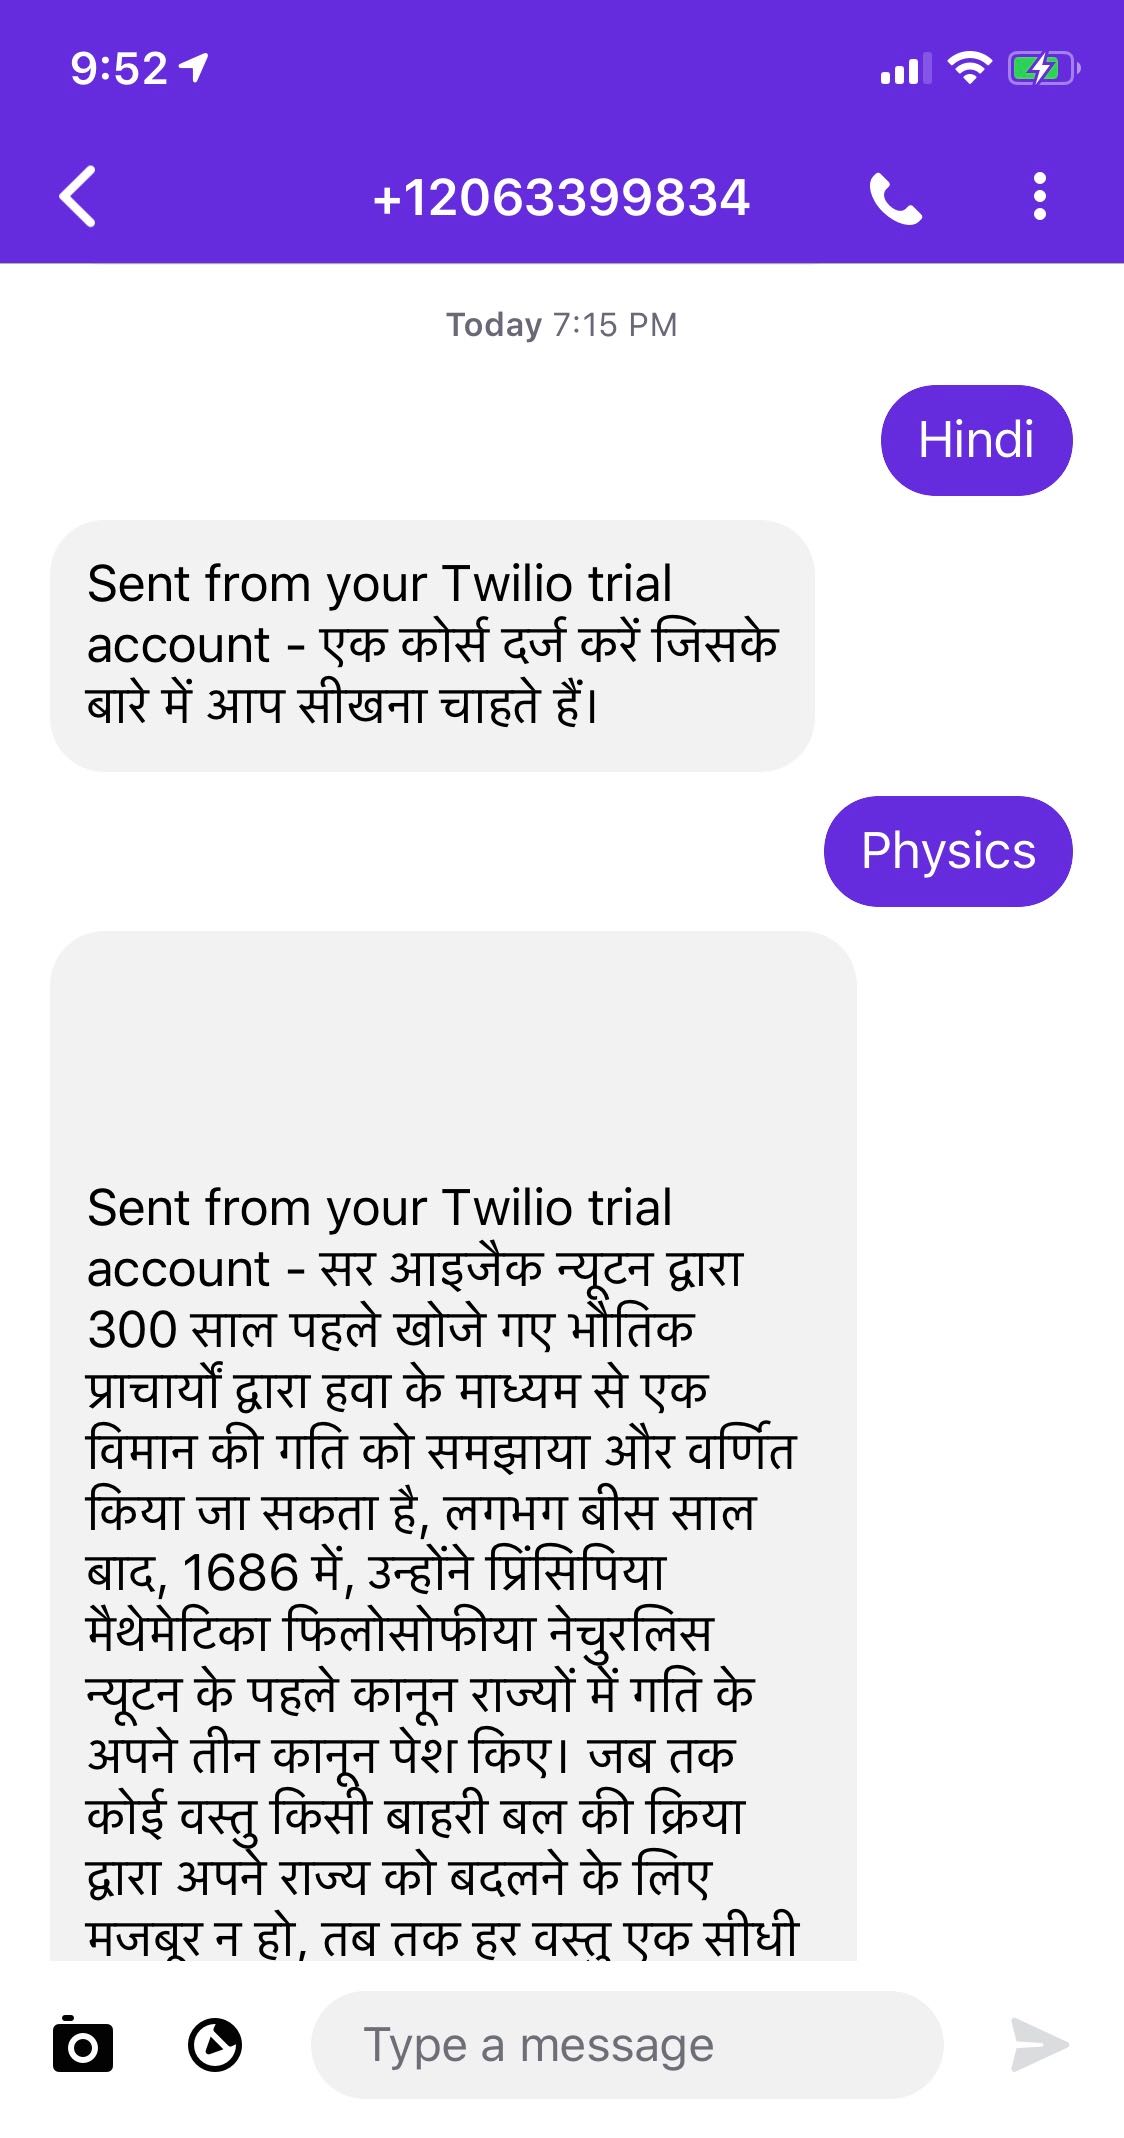 9:52
+12063399834
Today 7:15 PM
Hindi
Sent from your Twilio trial
account - एक कोर्स दर्ज करें जिसके
बारे में आप सीखना चाहते हैं।
Physics
Sent from your Twilio trial
account - सर आइजैक न्यूटन द्वारा
300 साल पहले खोजे गए भौतिक
प्राचार्यों द्वारा हवा के माध्यम से एक
विमान की गति को समझाया और वर्णित
किया जा सकता है, लगभग बीस साल
बाद, 1686 में, उन्होंने प्रिंसिपिया
मैथेमेटिका फिलोसोफीया नेचुरलिस
न्यूटन के पहले कानून राज्यों में गति के
अपने तीन कानून पेश किए। जब तक
कोई वस्तु किसी बाहरी बल की क्रिया
द्वारा अपने राज्य को बदलने के लिए
मजबूर न हो, तब तक हर वस्तु एक सीधी
Type a message